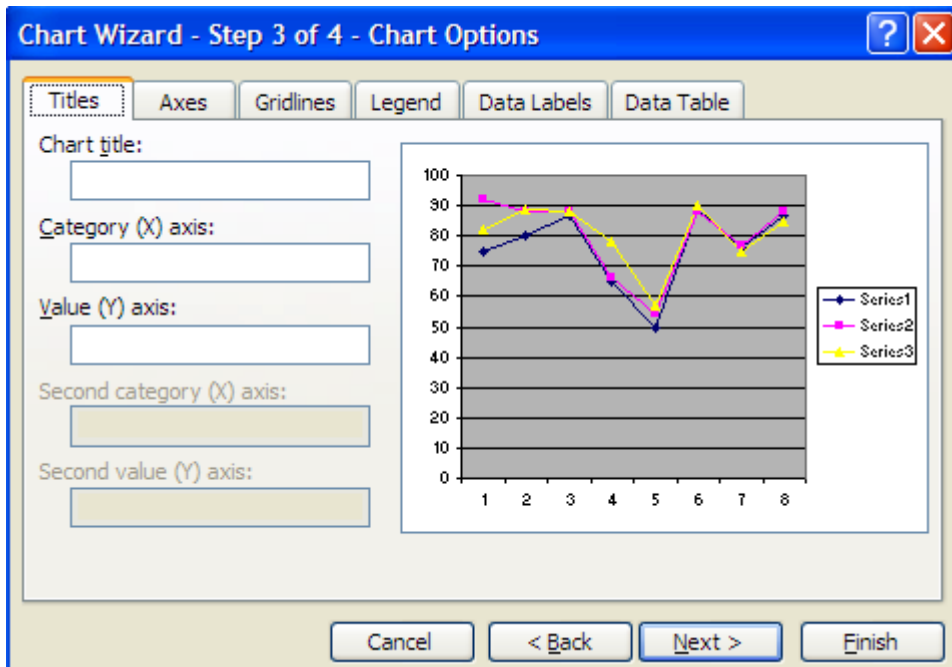 Chart Wizard - Step 3 of 4 - Chart Options
?
Titles Axes Gridlines Legend Data Labels Data Table
Chart title:
Category (X) axis:
Value (Y) axis:
Second category (X) axis:
Second value (Y) axis:
100
90
80
70
60
50
40
30
20
10
0
1 2 3 4 5 6 7 8
Series1
Series2
Series3
Cancel < Back Next > Finish